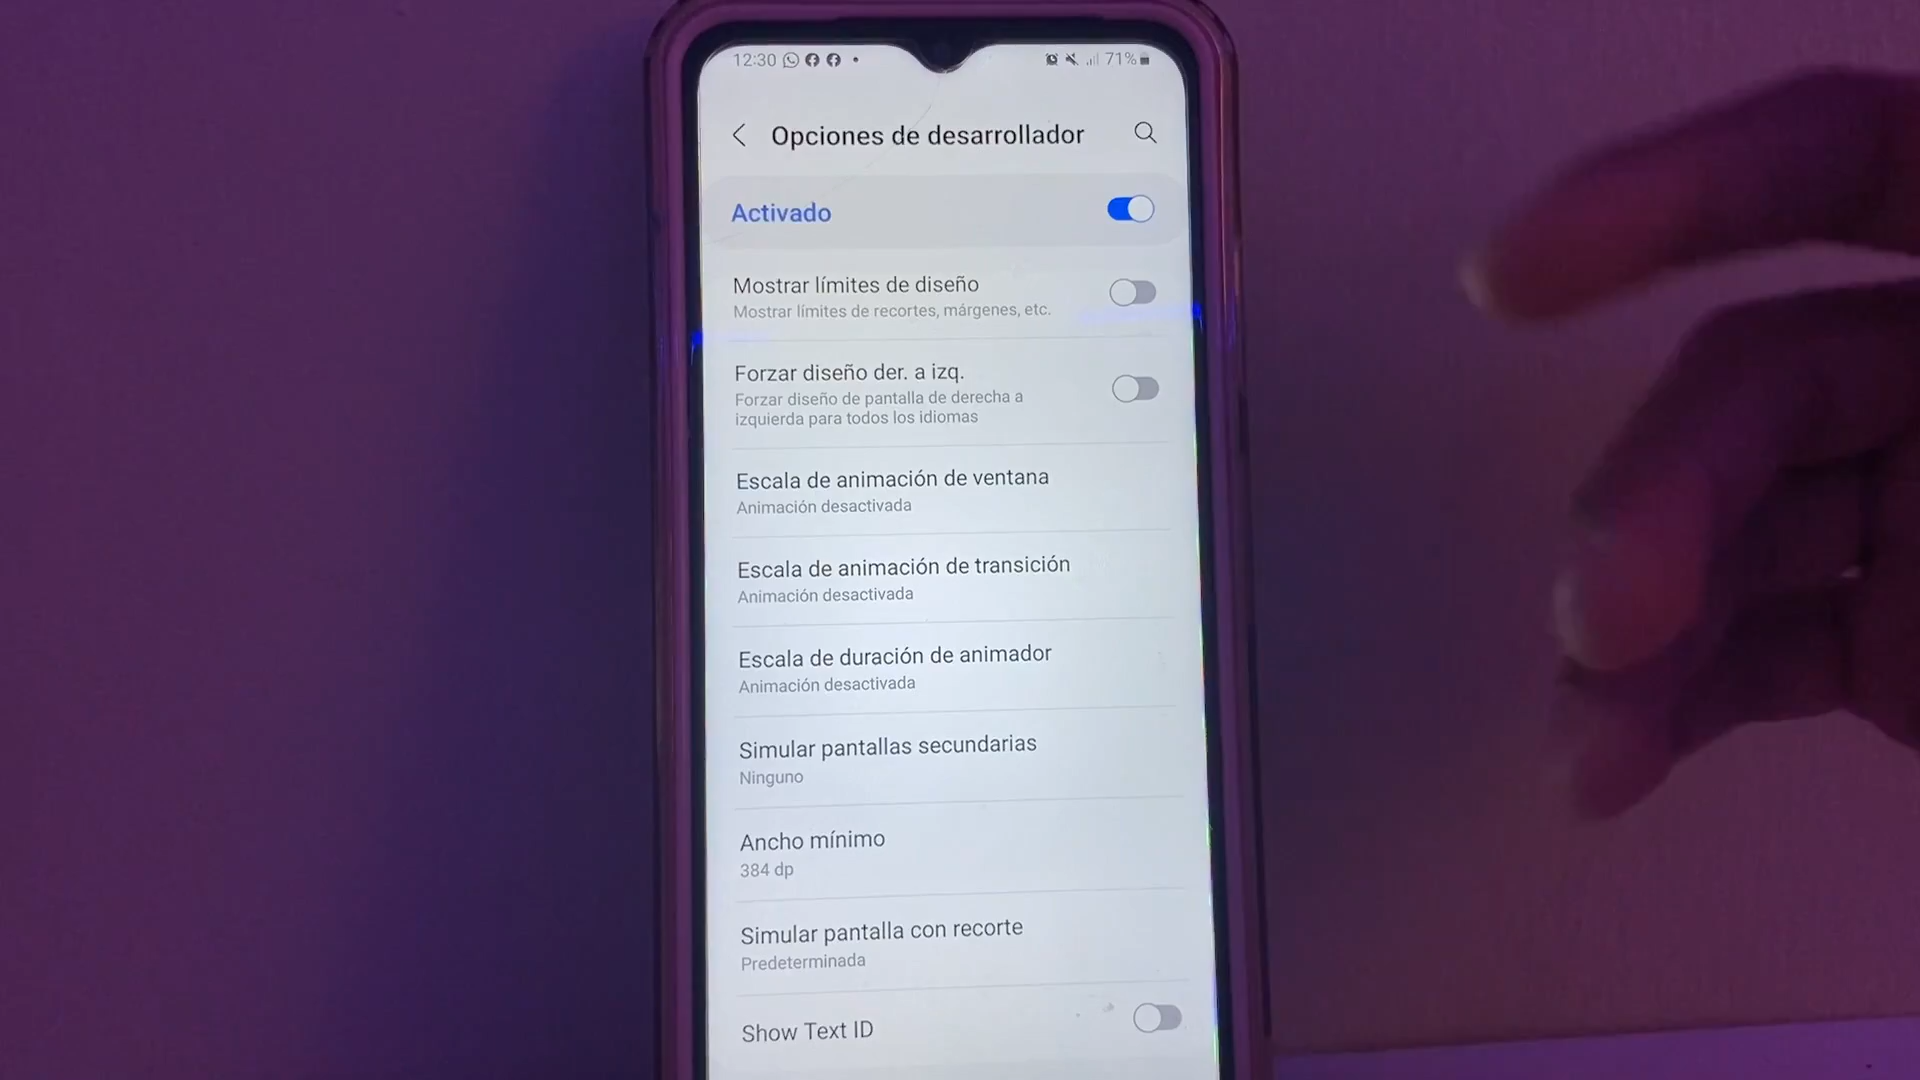 12:30
71%
Opciones de desarrollador
Activado
Mostrar límites de diseño
Mostrar límites de recortes, márgenes, etc.
Forzar diseño der. a izq.
Forzar diseño de pantalla de derecha a
izquierda para todos los idiomas
Escala de animación de ventana
Animación desactivada
Escala de animación de transición
Animación desactivada
Escala de duración de animador
Animación desactivada
Simular pantallas secundarias
Ninguno
Ancho mínimo
384 dp
Simular pantalla con recorte
Predeterminada
Show Text ID